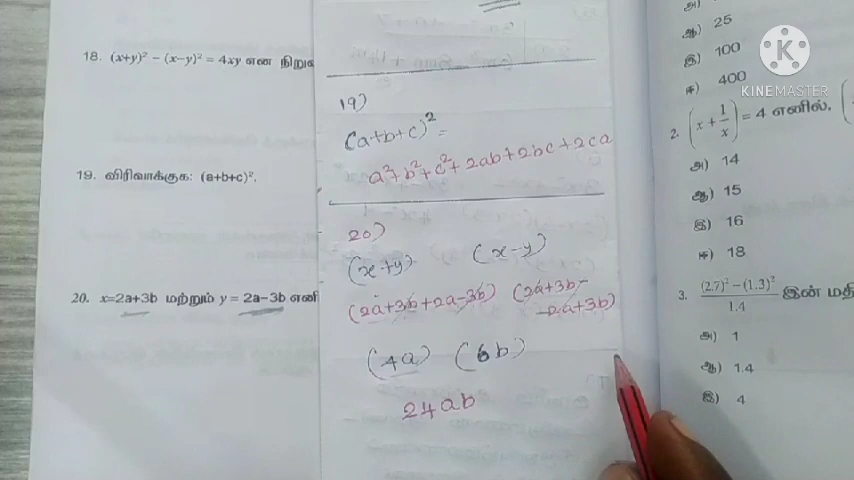 18. (x+y)² − (x−y)² = 4xy என
19. விரிவாக்குக: (a+b+c)².
20. x=2a+3b மற்றும் y = 2a−3b எனி
19)
(a+b+c)² =
a²+b²+c²+2ab+2bc+2ca
20)
(x+y) (x−y)
(2a+3b+2a−3b) (2a+3b−
−2a+3b)
(4a) (6b)
24ab
ஆ) 25
இ) 100
ஈ) 400
KINEMASTER
2. (x + 1/x) = 4 எனில்,
அ) 14
ஆ) 15
இ) 16
ஈ) 18
3. (2.7)² − (1.3)² / 1.4 இன் மதி
அ) 1
ஆ) 1.4
இ) 4